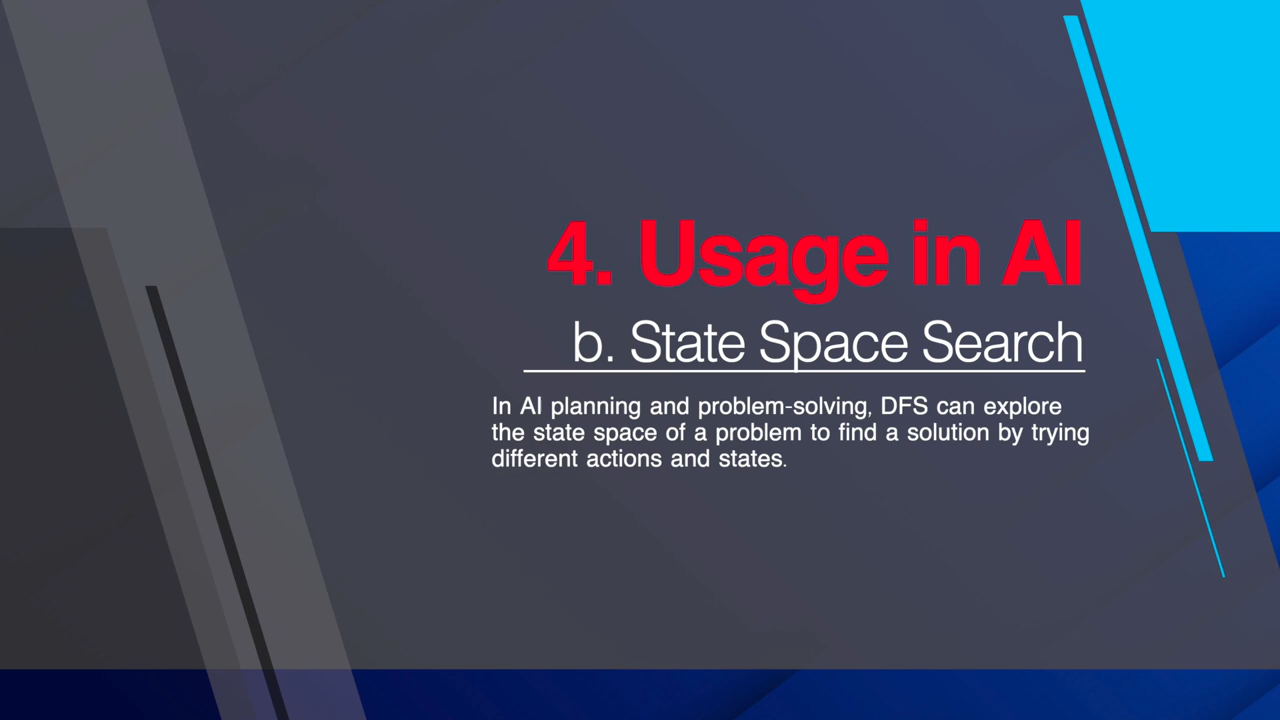 4. Usage in AI
b. State Space Search
In AI planning and problem-solving, DFS can explore
the state space of a problem to find a solution by trying
different actions and states.